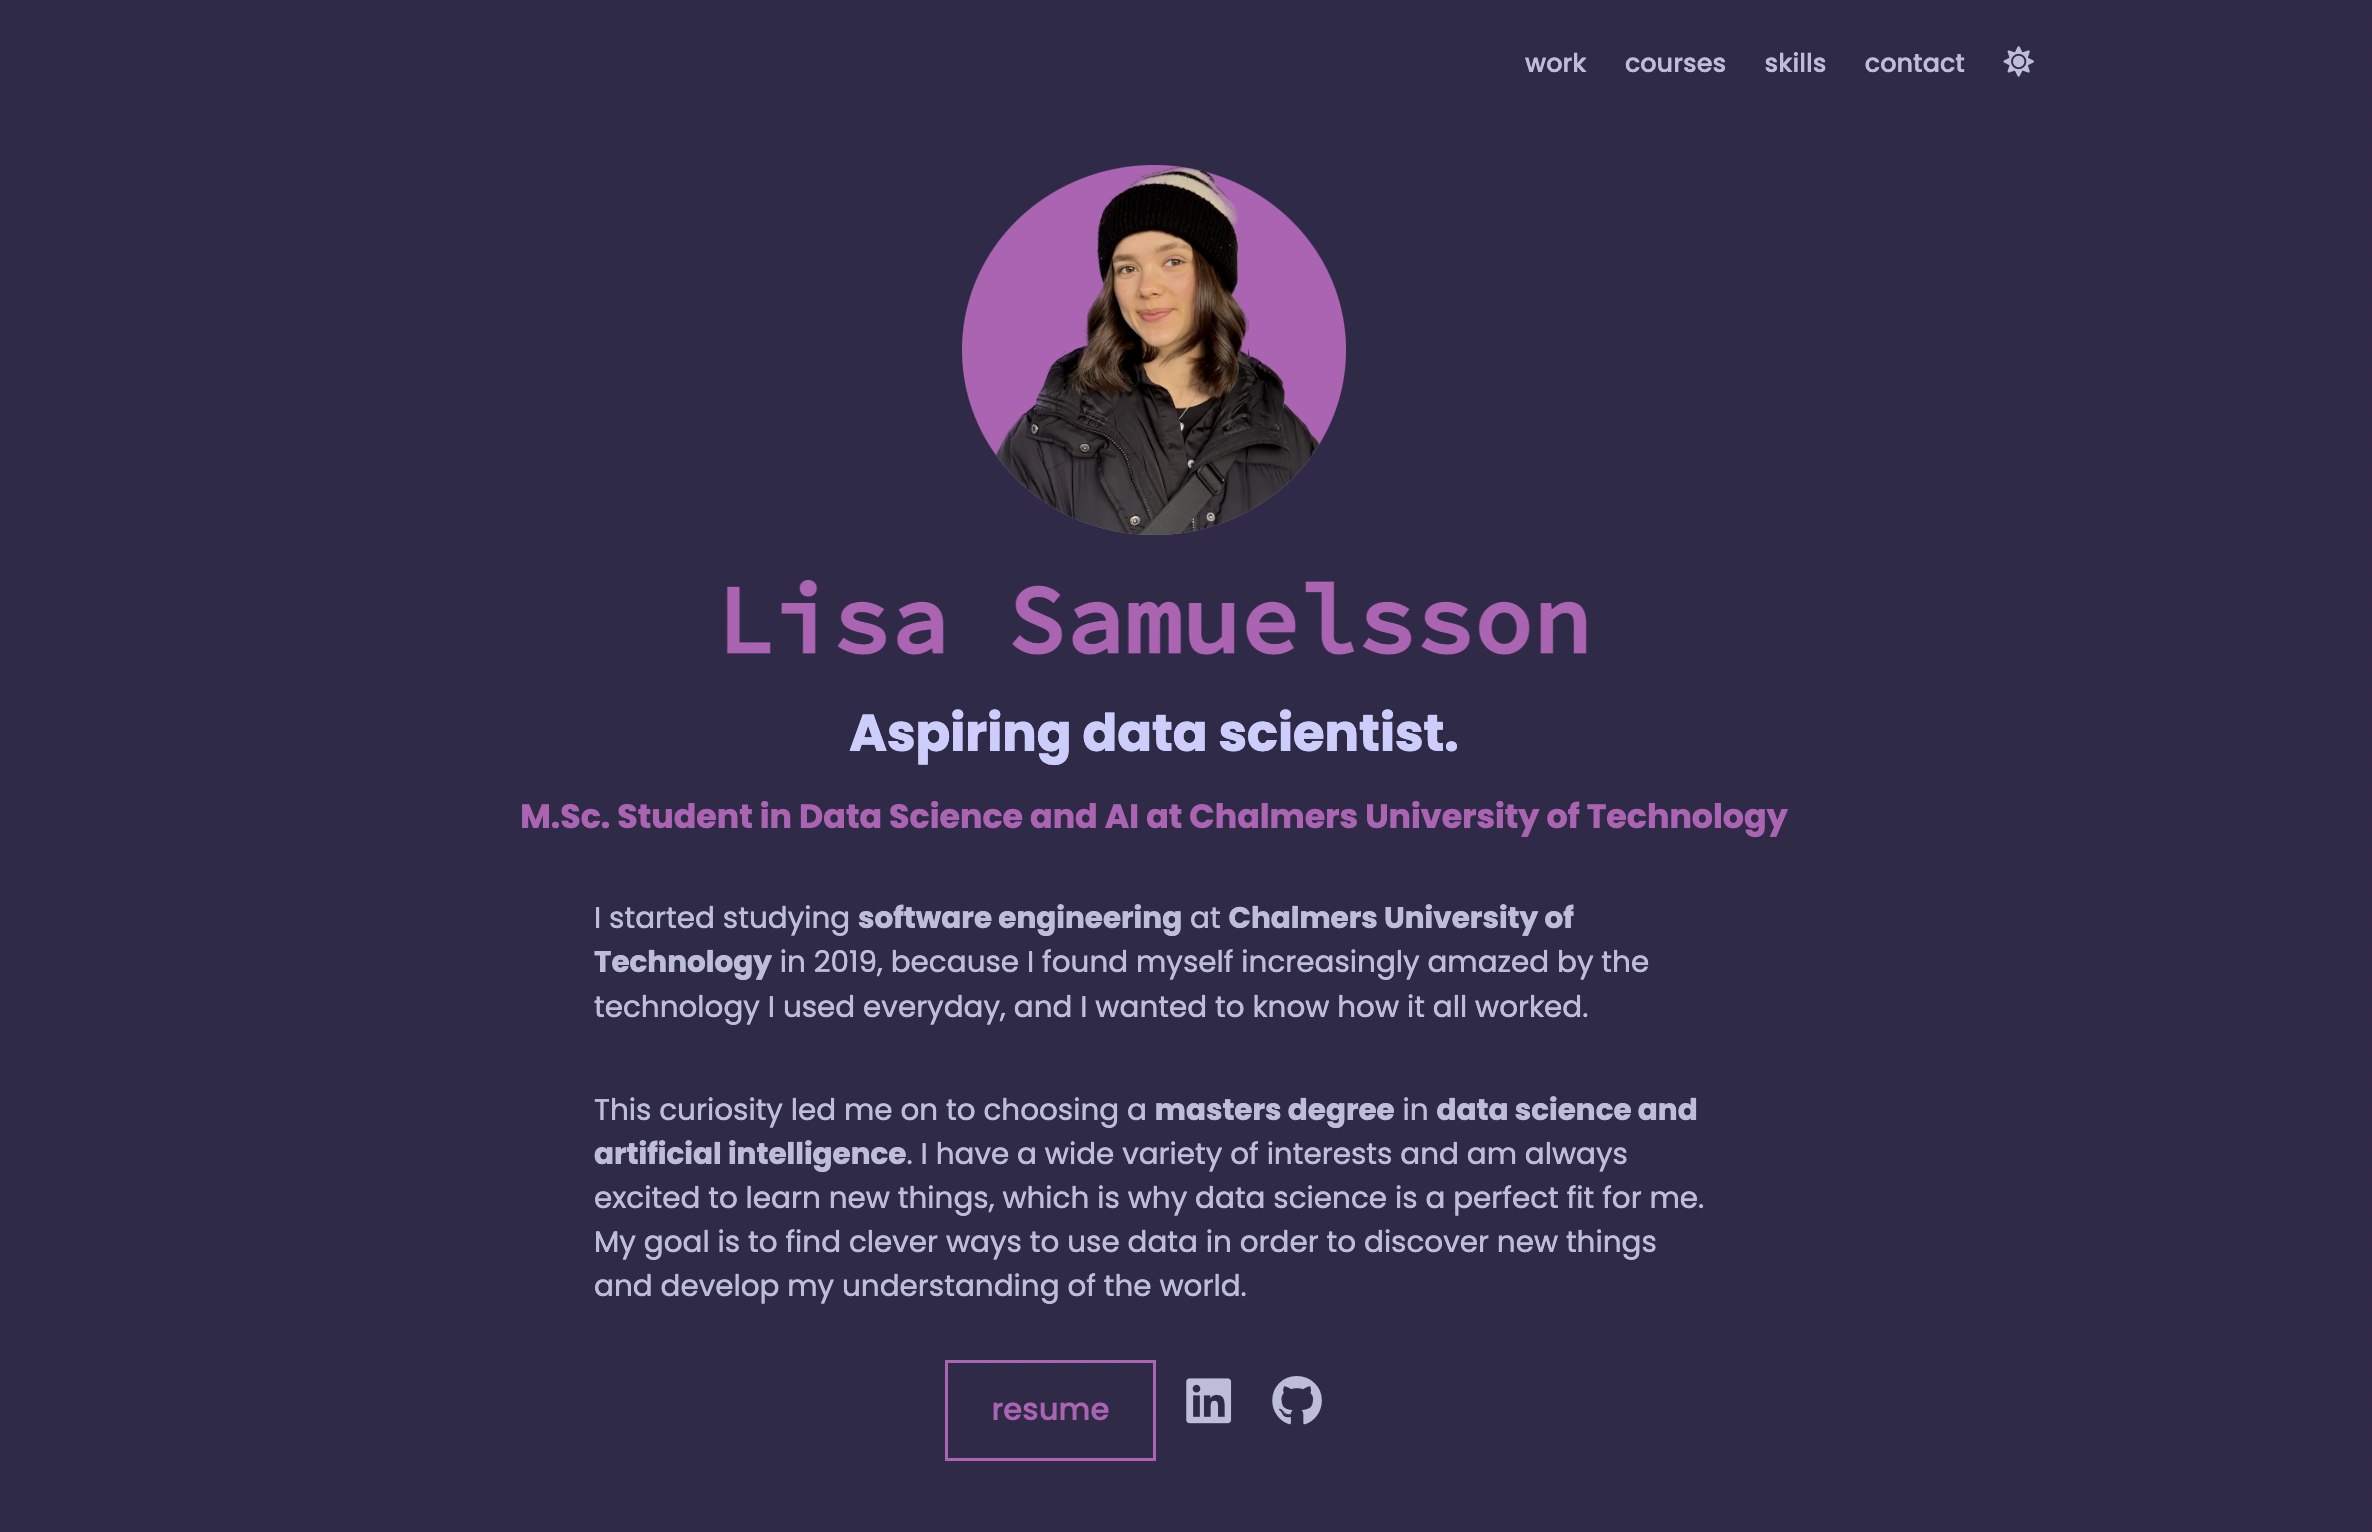 work courses skills contact
Lisa Samuelsson
Aspiring data scientist.
M.Sc. Student in Data Science and AI at Chalmers University of Technology
I started studying software engineering at Chalmers University of
Technology in 2019, because I found myself increasingly amazed by the
technology I used everyday, and I wanted to know how it all worked.
This curiosity led me on to choosing a masters degree in data science and
artificial intelligence. I have a wide variety of interests and am always
excited to learn new things, which is why data science is a perfect fit for me.
My goal is to find clever ways to use data in order to discover new things
and develop my understanding of the world.
resume in